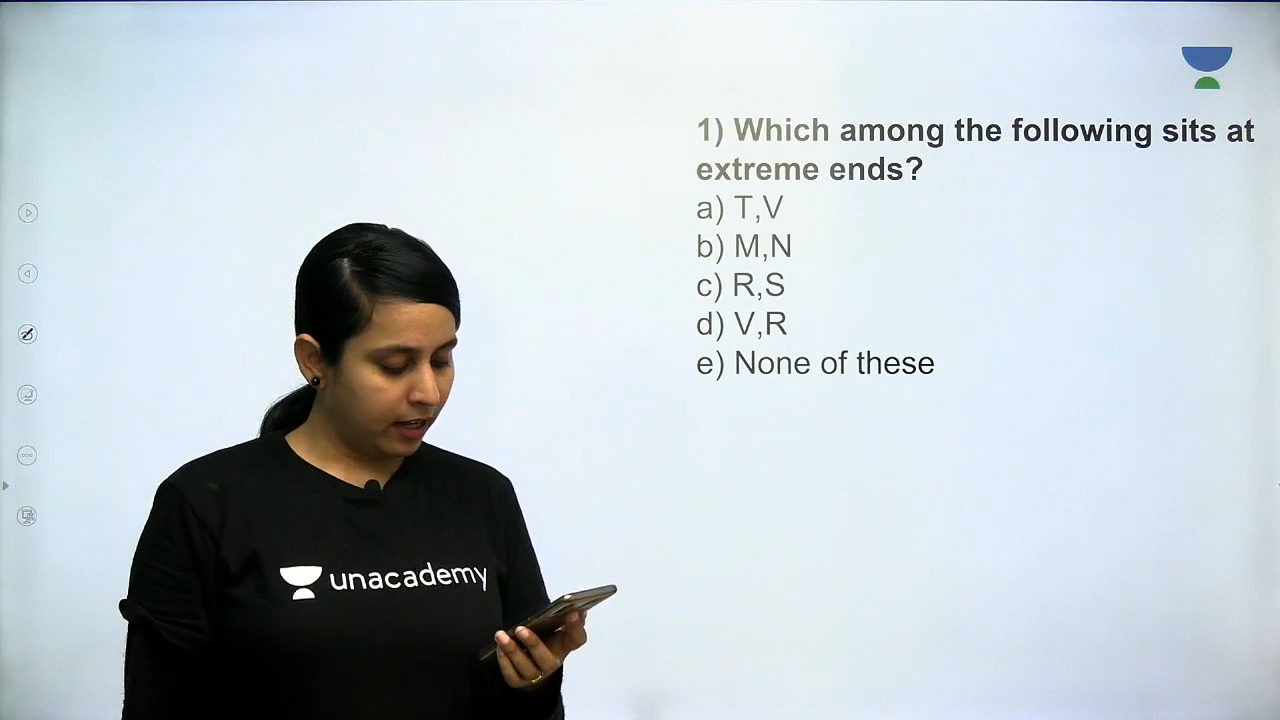 1) Which among the following sits at
extreme ends?
a) T,V
b) M,N
c) R,S
d) V,R
e) None of these
unacademy